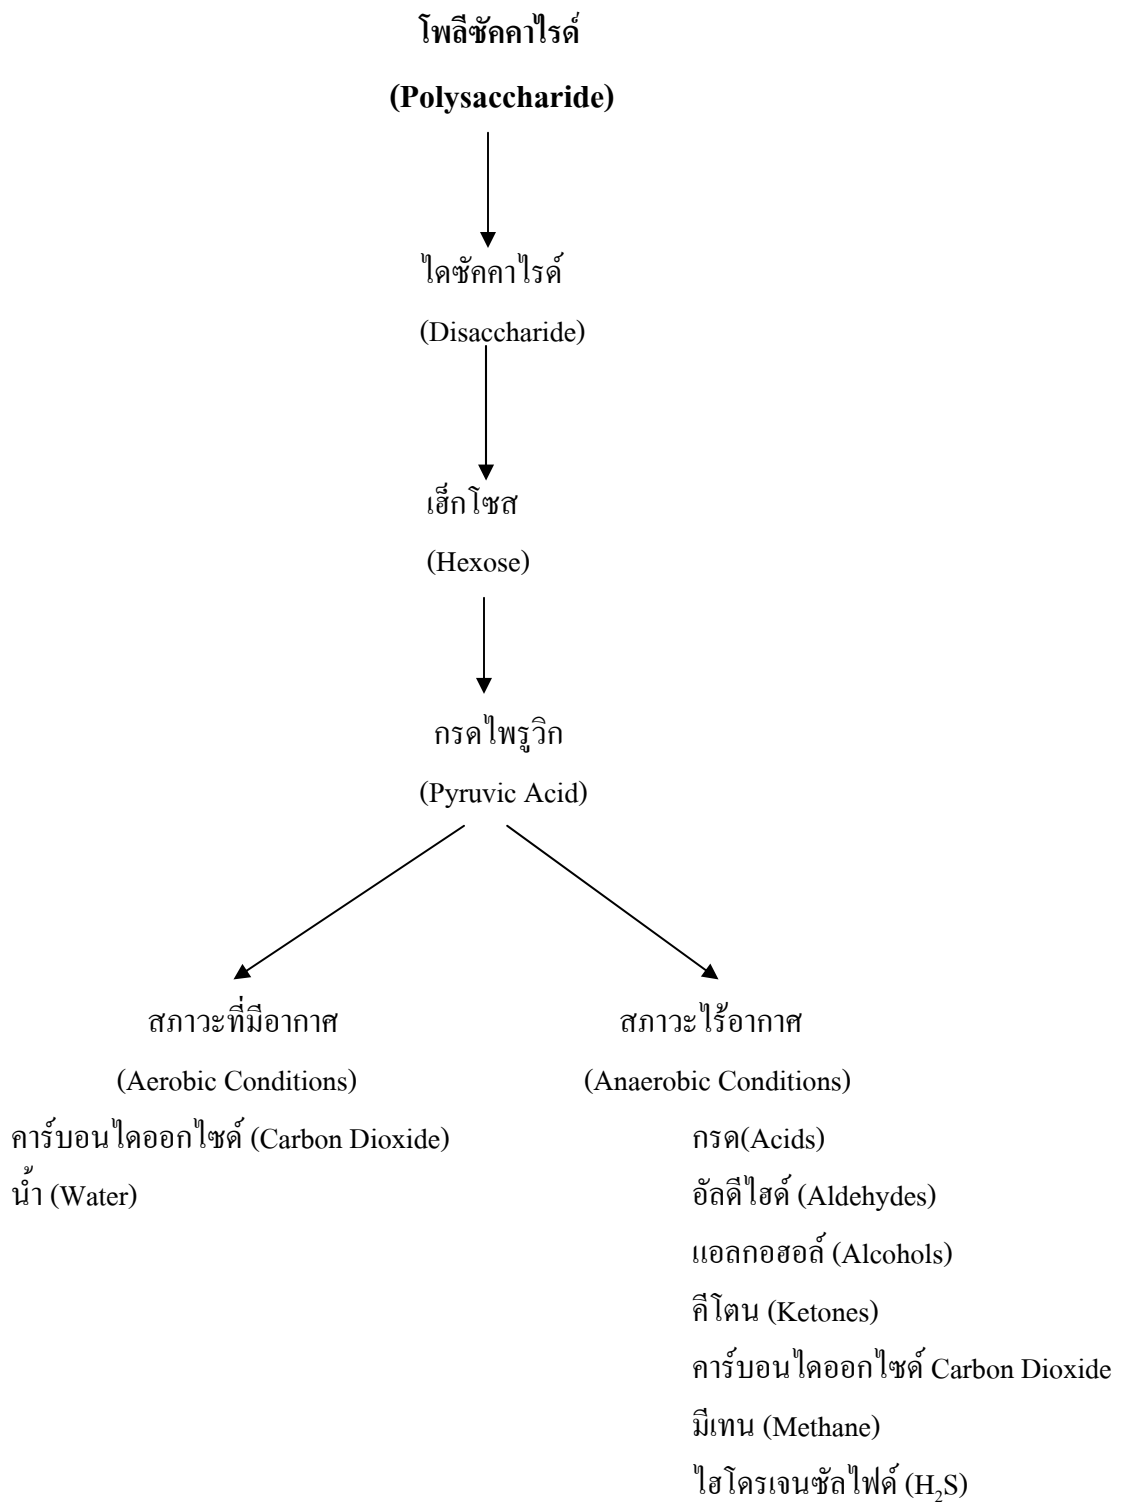 โพลีซัคคาไรด์
(Polysaccharide)
ไดซัคคาไรด์
(Disaccharide)
เฮ็กโซส
(Hexose)
กรดไพรูวิก
(Pyruvic Acid)
สภาวะที่มีอากาศ
(Aerobic Conditions)
คาร์บอนไดออกไซด์ (Carbon Dioxide)
น้ำ (Water)
สภาวะไร้อากาศ
(Anaerobic Conditions)
กรด(Acids)
อัลดีไฮด์ (Aldehydes)
แอลกอฮอล์ (Alcohols)
คีโตน (Ketones)
คาร์บอนไดออกไซด์ Carbon Dioxide
มีเทน (Methane)
ไฮโดรเจนซัลไฟด์ (H₂S)